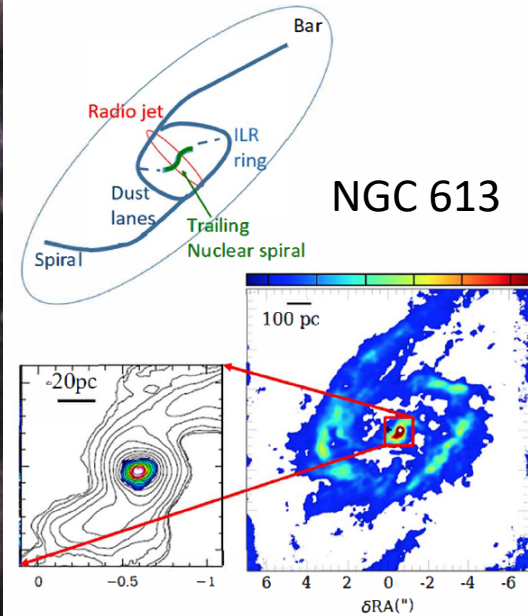 Bar
Radio jet
ILR
ring
NGC 613
Dust
lanes
Trailing
Nuclear spiral
Spiral
100 pc
20pc
0 -0.5 -1
6 4 2 0 -2 -4 -6
δRA(")